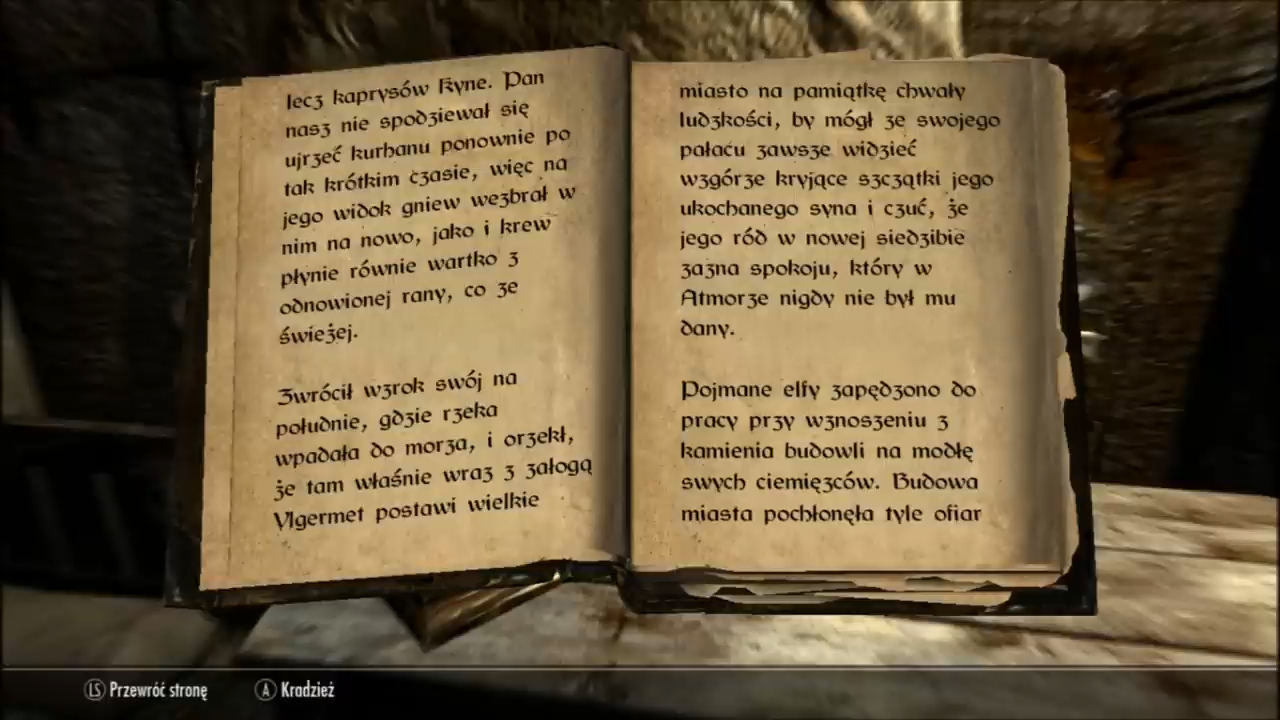 lecz kaprysów Kyne. Pan
nasz nie spodziewał się
ujrzeć kurhanu ponownie po
tak krótkim czasie, więc na
jego widok gniew wezbrał w
nim na nowo, jako i krew
płynie równie wartko z
odnowionej rany, co ze
świeżej.
Zwrócił wzrok swój na
południe, gdzie rzeka
wpadała do morza, i orzekł,
że tam właśnie wraz z załogą
Ylgermet postawi wielkie
miasto na pamiątkę chwały
ludzkości, by mógł ze swojego
pałacu zawsze widzieć
wzgórze kryjące szczątki jego
ukochanego syna i czuć, że
jego ród w nowej siedzibie
zazna spokoju, który w
Atmorze nigdy nie był mu
dany.
Pojmane elfy zapędzono do
pracy przy wznoszeniu z
kamienia budowli na modłę
swych ciemięzców. Budowa
miasta pochłonęła tyle ofiar
LS Przewróć stronę
A Kradzież